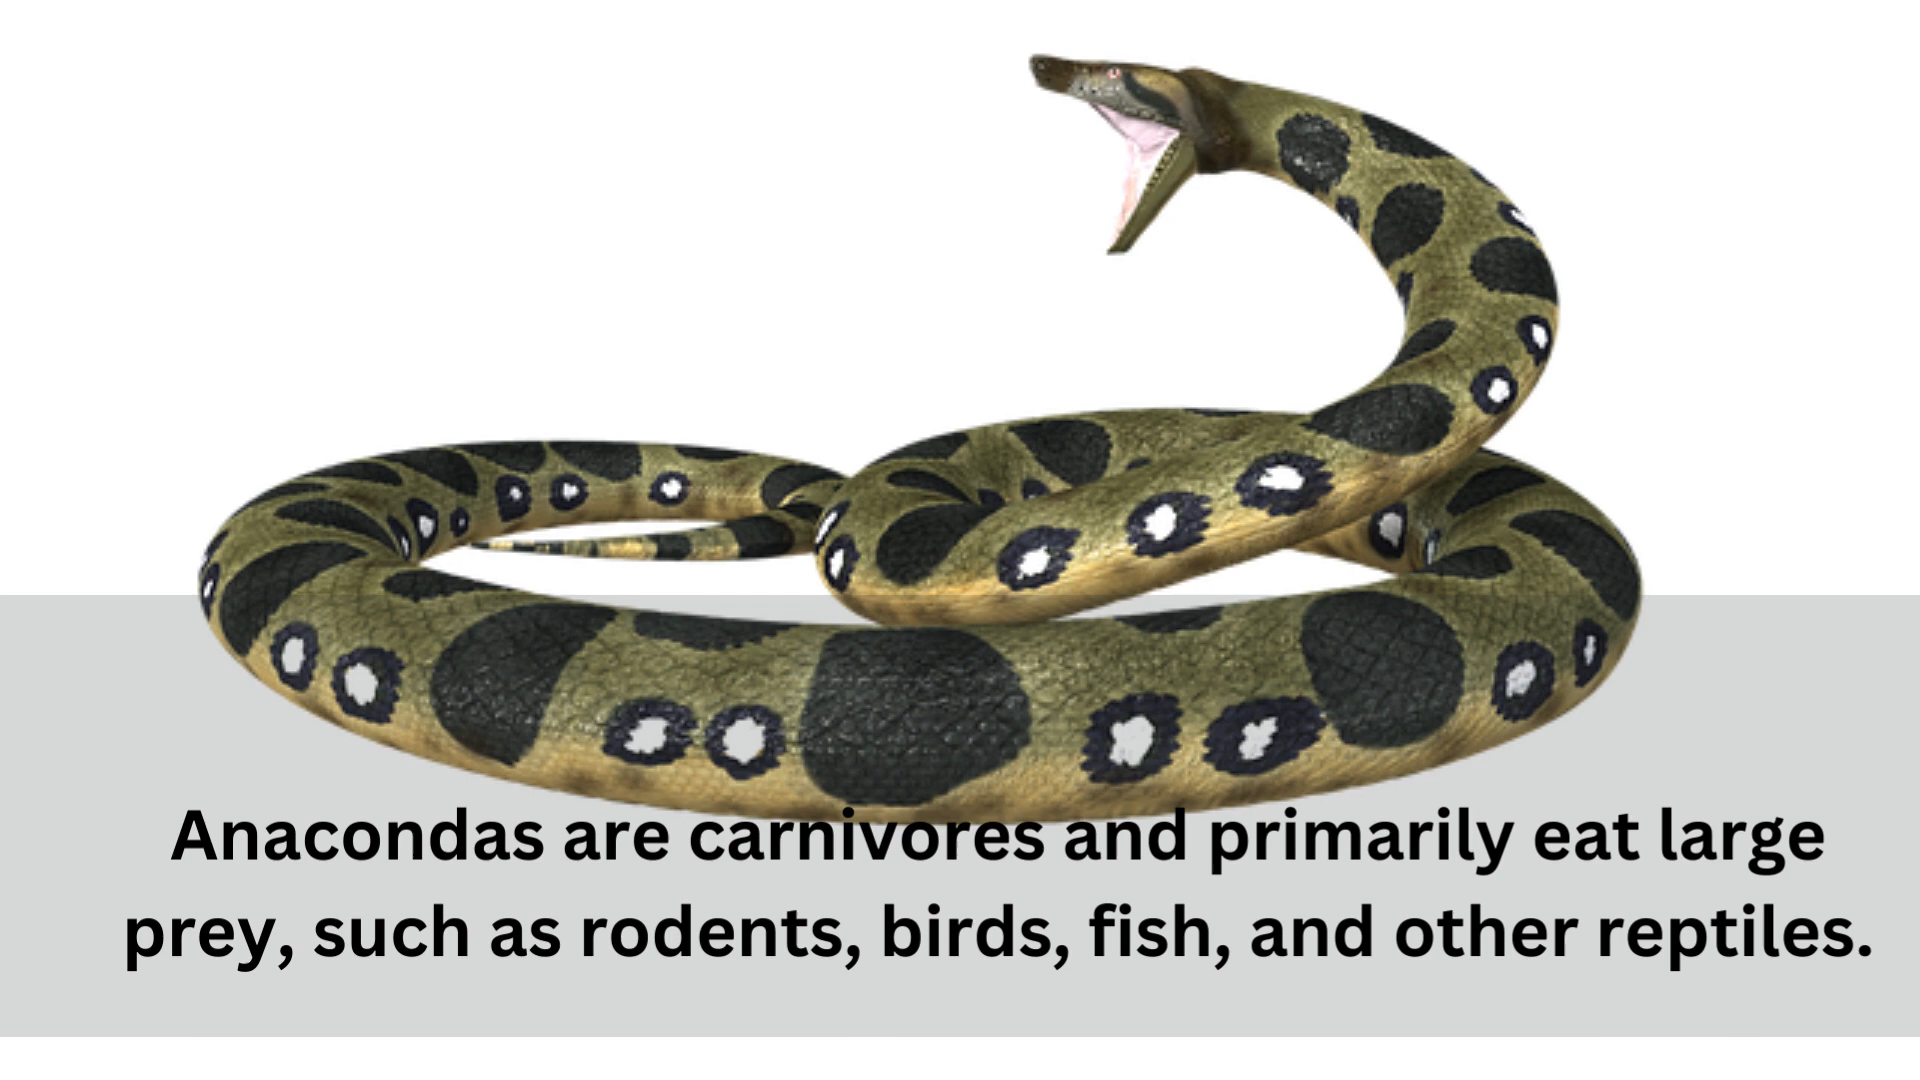 Anacondas are carnivores and primarily eat large
prey, such as rodents, birds, fish, and other reptiles.